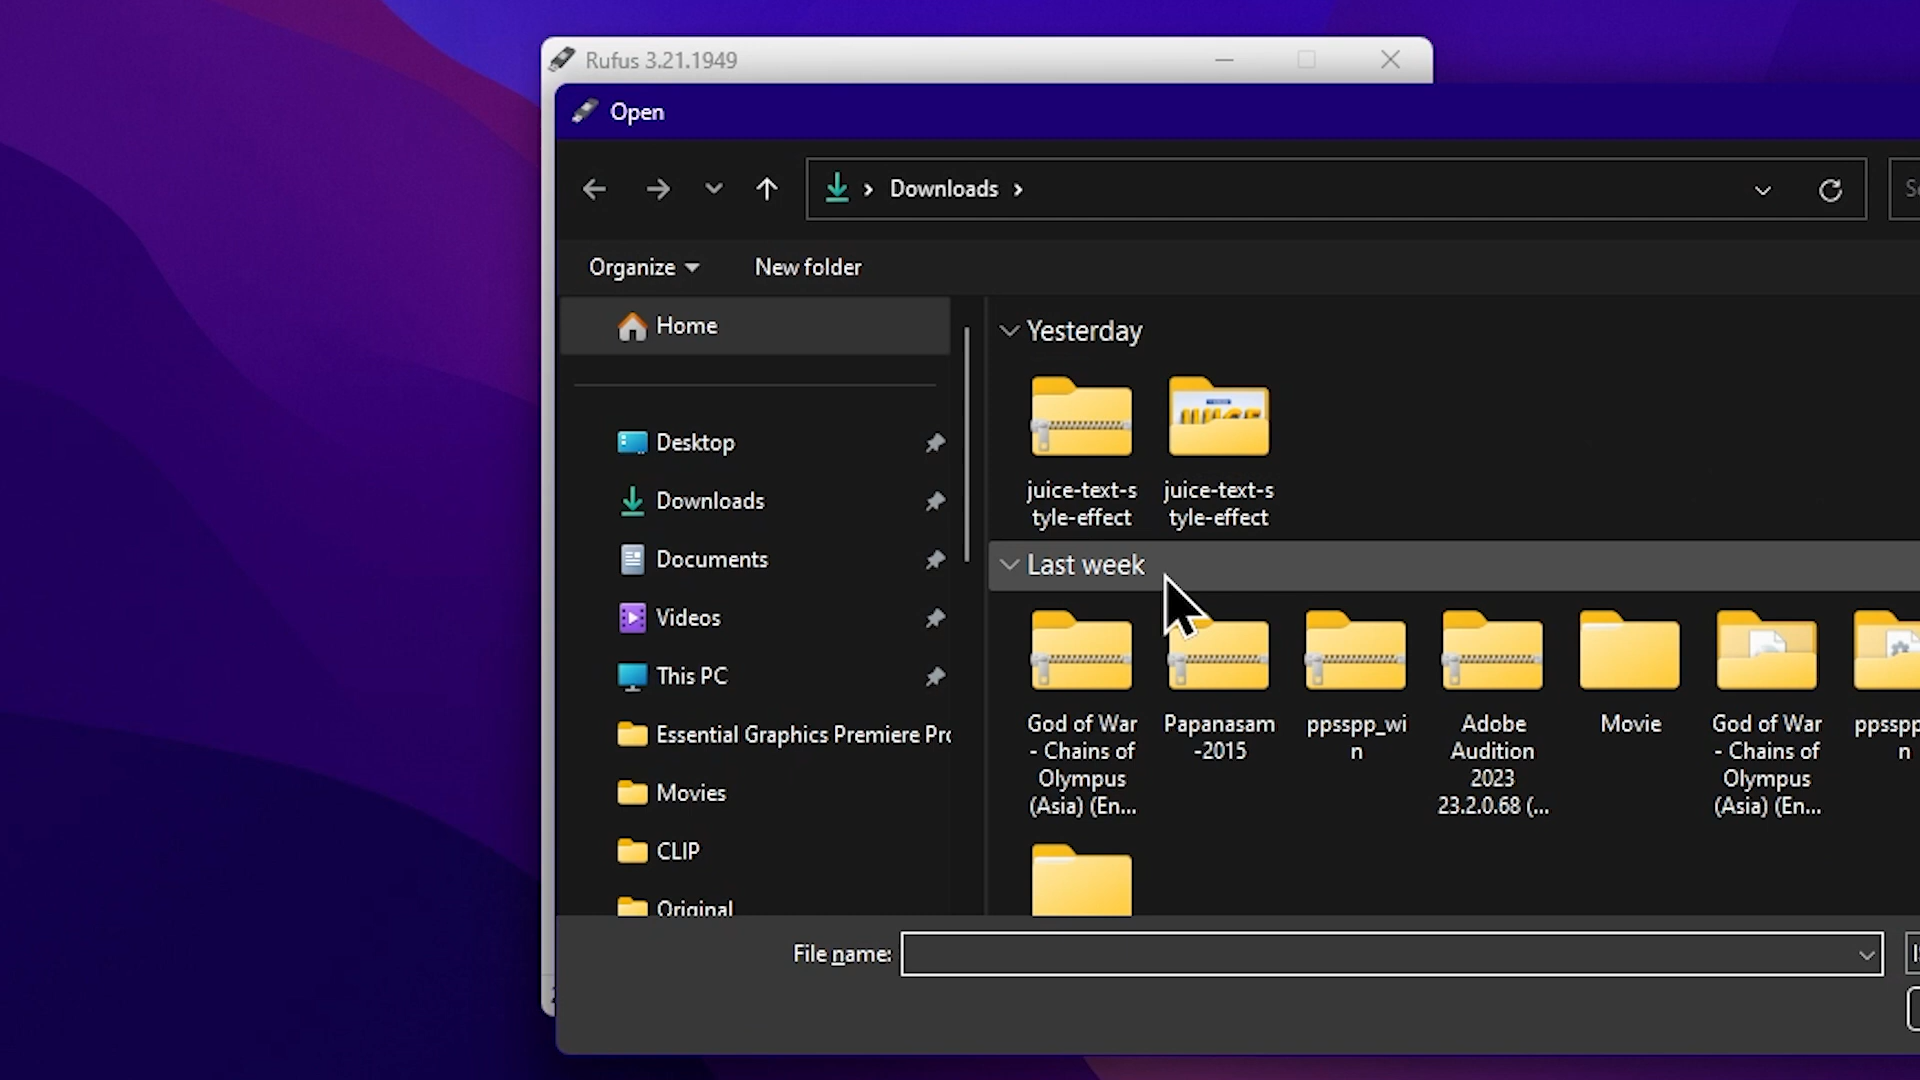 Rufus 3.21.1949
Open
Downloads
Organize
New folder
Home
Desktop
Downloads
Documents
Videos
This PC
Essential Graphics Premiere Pr
Movies
CLIP
Original
Yesterday
juice-text-s
tyle-effect
juice-text-s
tyle-effect
Last week
God of War
- Chains of
Olympus
(Asia) (En...
Papanasam
-2015
ppsspp_wi
n
Adobe
Audition
2023
23.2.0.68 (...
Movie
God of War
- Chains of
Olympus
(Asia) (En...
ppsspp
n
File name: